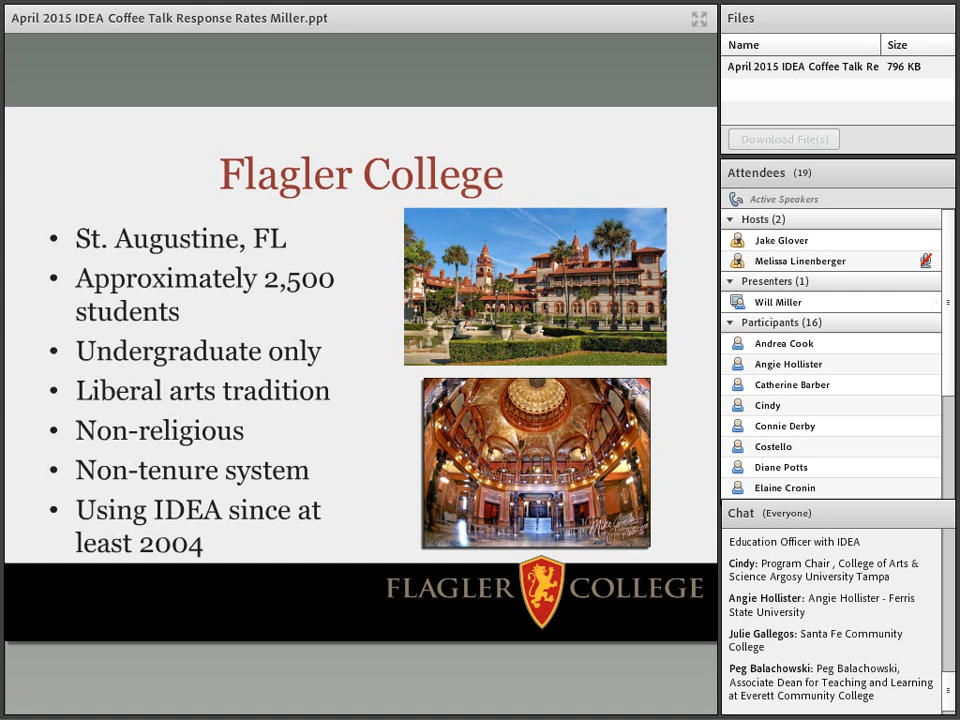 April 2015 IDEA Coffee Talk Response Rates Miller.ppt
Flagler College
• St. Augustine, FL
• Approximately 2,500
students
• Undergraduate only
• Liberal arts tradition
• Non-religious
• Non-tenure system
• Using IDEA since at
least 2004
FLAGLER COLLEGE
Files
Name Size
April 2015 IDEA Coffee Talk Re 796 KB
Download File(s)
Attendees (19)
Active Speakers
Hosts (2)
Jake Glover
Melissa Linenberger
Presenters (1)
Will Miller
Participants (16)
Andrea Cook
Angie Hollister
Catherine Barber
Cindy
Connie Derby
Costello
Diane Potts
Elaine Cronin
Chat (Everyone)
Education Officer with IDEA
Cindy: Program Chair , College of Arts &
Science Argosy University Tampa
Angie Hollister: Angie Hollister - Ferris
State University
Julie Gallegos: Santa Fe Community
College
Peg Balachowski: Peg Balachowski,
Associate Dean for Teaching and Learning
at Everett Community College